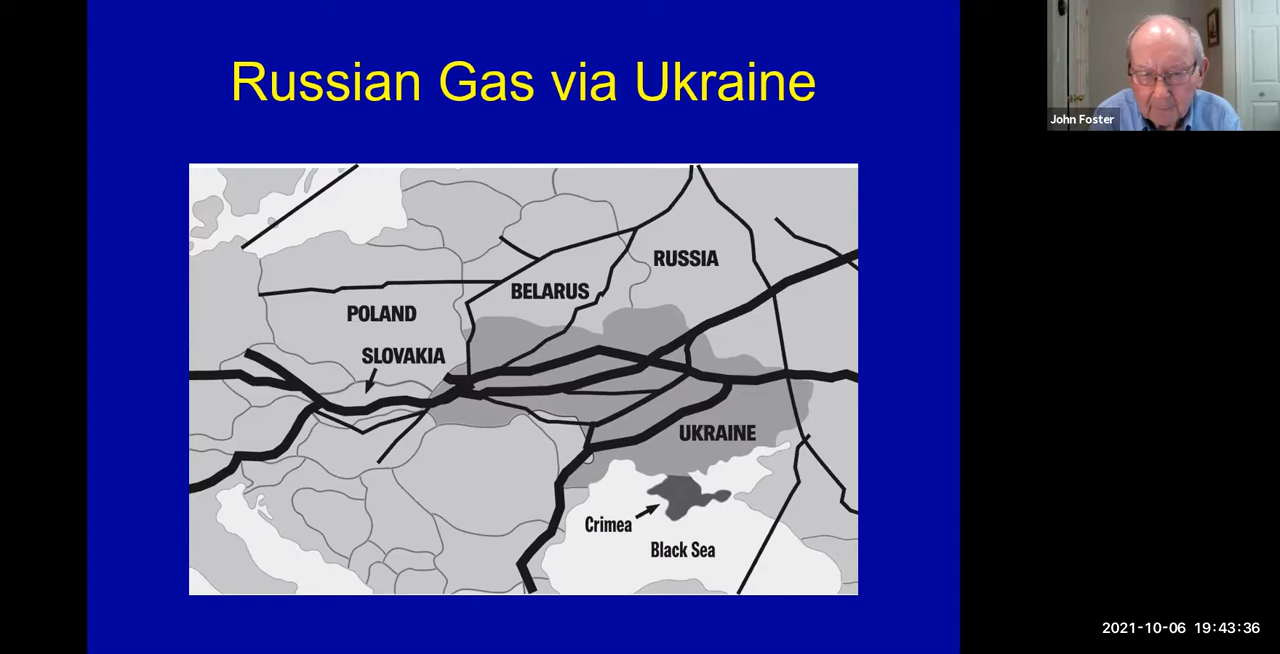 Russian Gas via Ukraine
John Foster
RUSSIA
BELARUS
POLAND
SLOVAKIA
UKRAINE
Crimea
Black Sea
2021-10-06 19:43:36